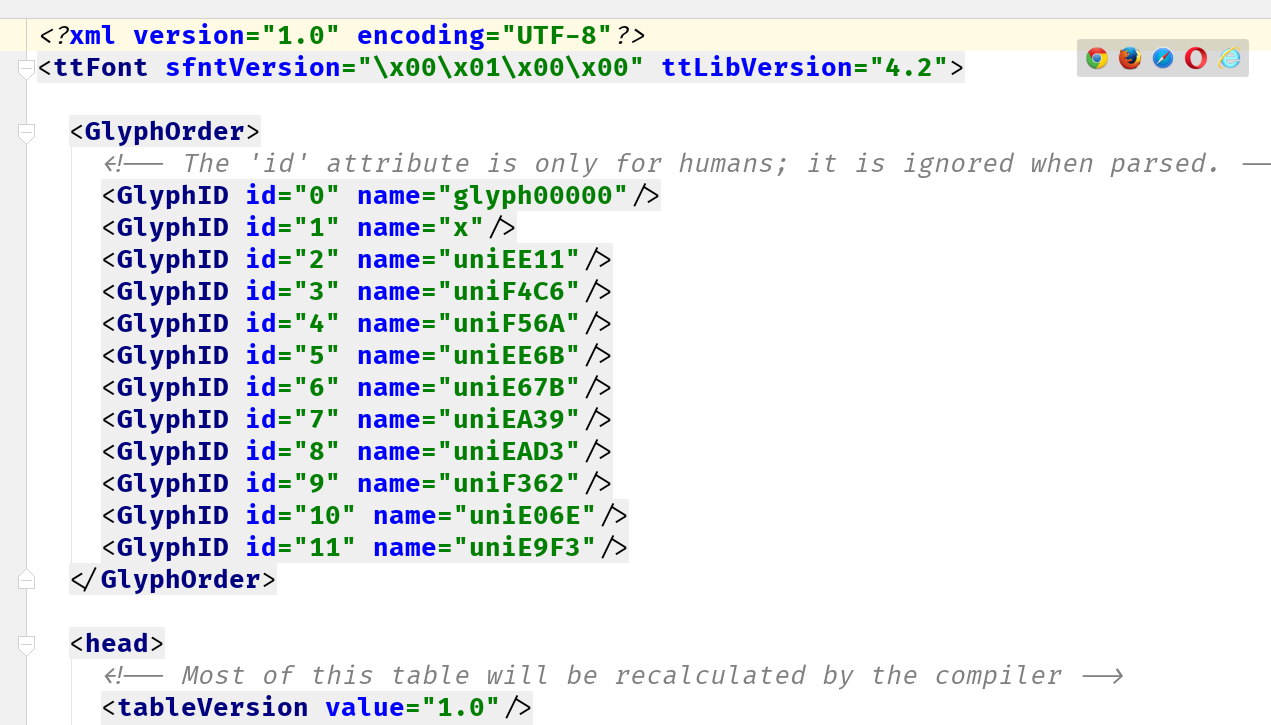 <?xml version="1.0" encoding="UTF-8"?>
<ttFont sfntVersion="\x00\x01\x00\x00" ttLibVersion="4.2">
<GlyphOrder>
<!-- The 'id' attribute is only for humans; it is ignored when parsed. --
<GlyphID id="0" name="glyph00000"/>
<GlyphID id="1" name="x"/>
<GlyphID id="2" name="uniEE11"/>
<GlyphID id="3" name="uniF4C6"/>
<GlyphID id="4" name="uniF56A"/>
<GlyphID id="5" name="uniEE6B"/>
<GlyphID id="6" name="uniE67B"/>
<GlyphID id="7" name="uniEA39"/>
<GlyphID id="8" name="uniEAD3"/>
<GlyphID id="9" name="uniF362"/>
<GlyphID id="10" name="uniE06E"/>
<GlyphID id="11" name="uniE9F3"/>
</GlyphOrder>
<head>
<!-- Most of this table will be recalculated by the compiler -->
<tableVersion value="1.0"/>